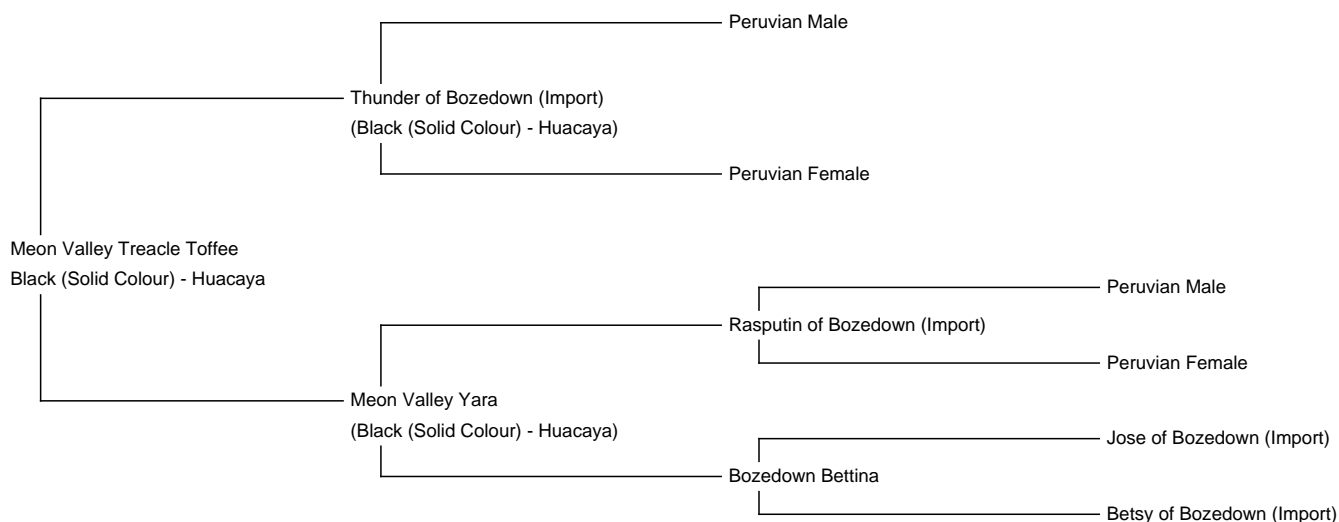 Peruvian Male
Thunder of Bozedown (Import)
(Black (Solid Colour) - Huacaya)
Peruvian Female
Meon Valley Treacle Toffee
Black (Solid Colour) - Huacaya
Peruvian Male
Rasputin of Bozedown (Import)
Peruvian Female
Meon Valley Yara
(Black (Solid Colour) - Huacaya)
Jose of Bozedown (Import)
Bozedown Bettina
Betsy of Bozedown (Import)